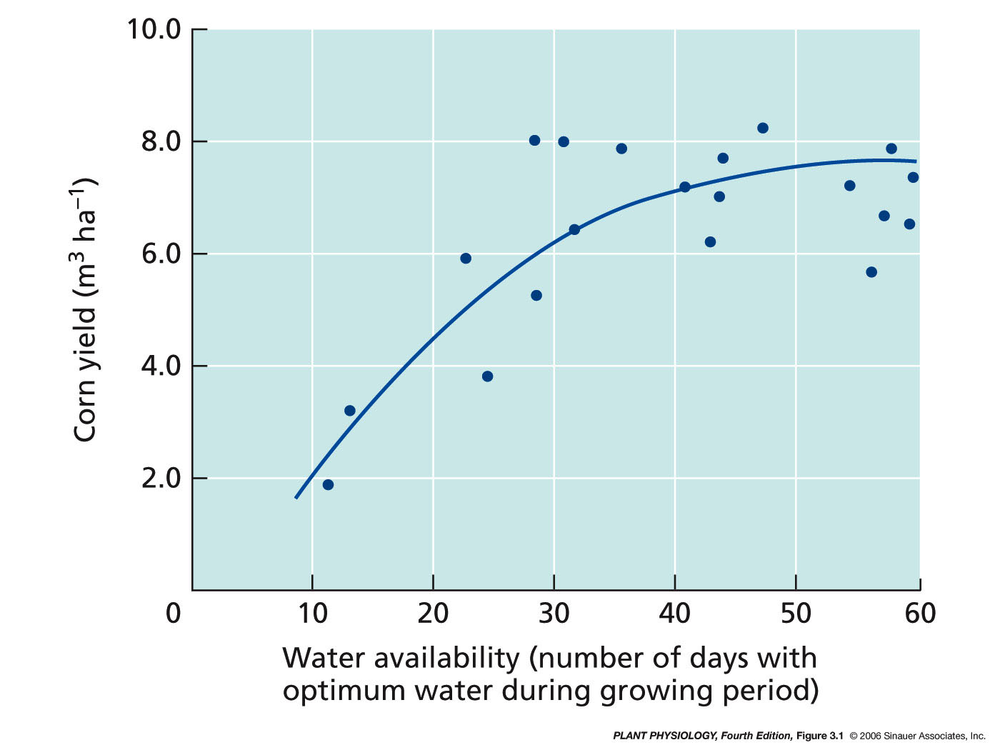 10.0
8.0
6.0
4.0
2.0
Corn yield (m³ ha⁻¹)
0 10 20 30 40 50 60
Water availability (number of days with
optimum water during growing period)
PLANT PHYSIOLOGY, Fourth Edition, Figure 3.1 © 2006 Sinauer Associates, Inc.